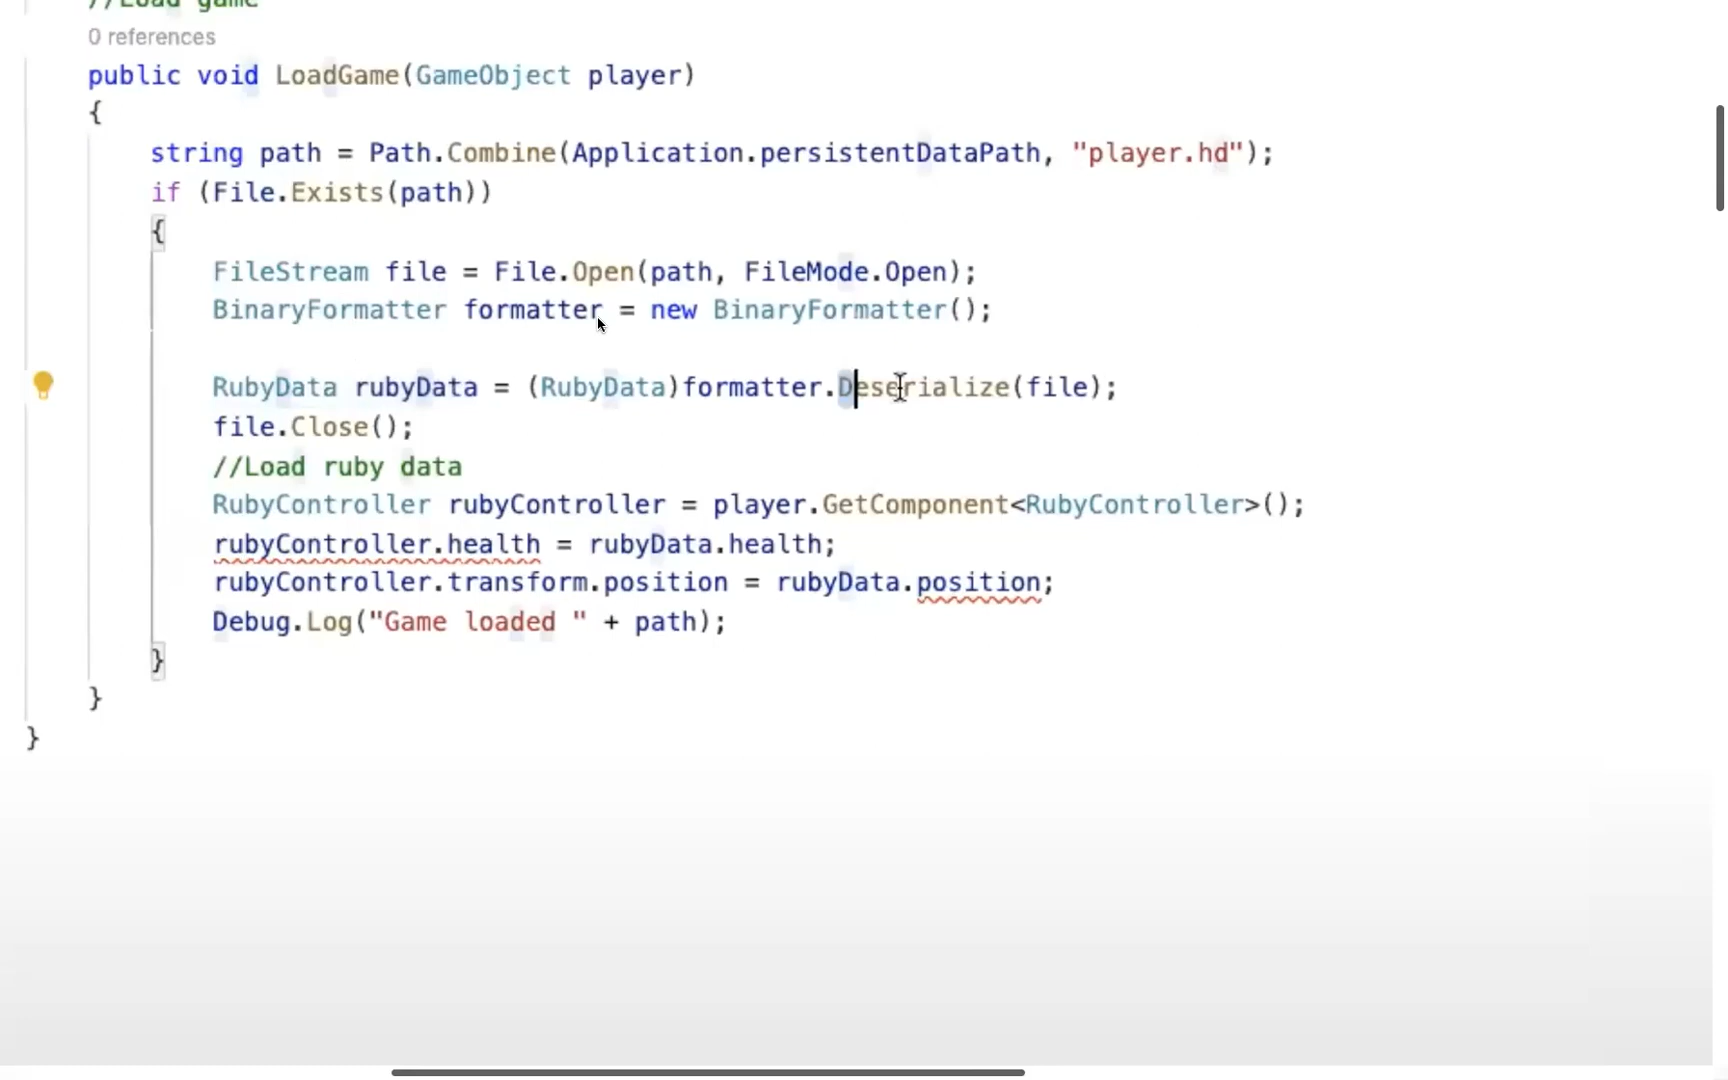 //Load game
0 references
public void LoadGame(GameObject player)
{
string path = Path.Combine(Application.persistentDataPath, "player.hd");
if (File.Exists(path))
{
FileStream file = File.Open(path, FileMode.Open);
BinaryFormatter formatter = new BinaryFormatter();
RubyData rubyData = (RubyData)formatter.Deserialize(file);
file.Close();
//Load ruby data
RubyController rubyController = player.GetComponent<RubyController>();
rubyController.health = rubyData.health;
rubyController.transform.position = rubyData.position;
Debug.Log("Game loaded " + path);
}
}
}